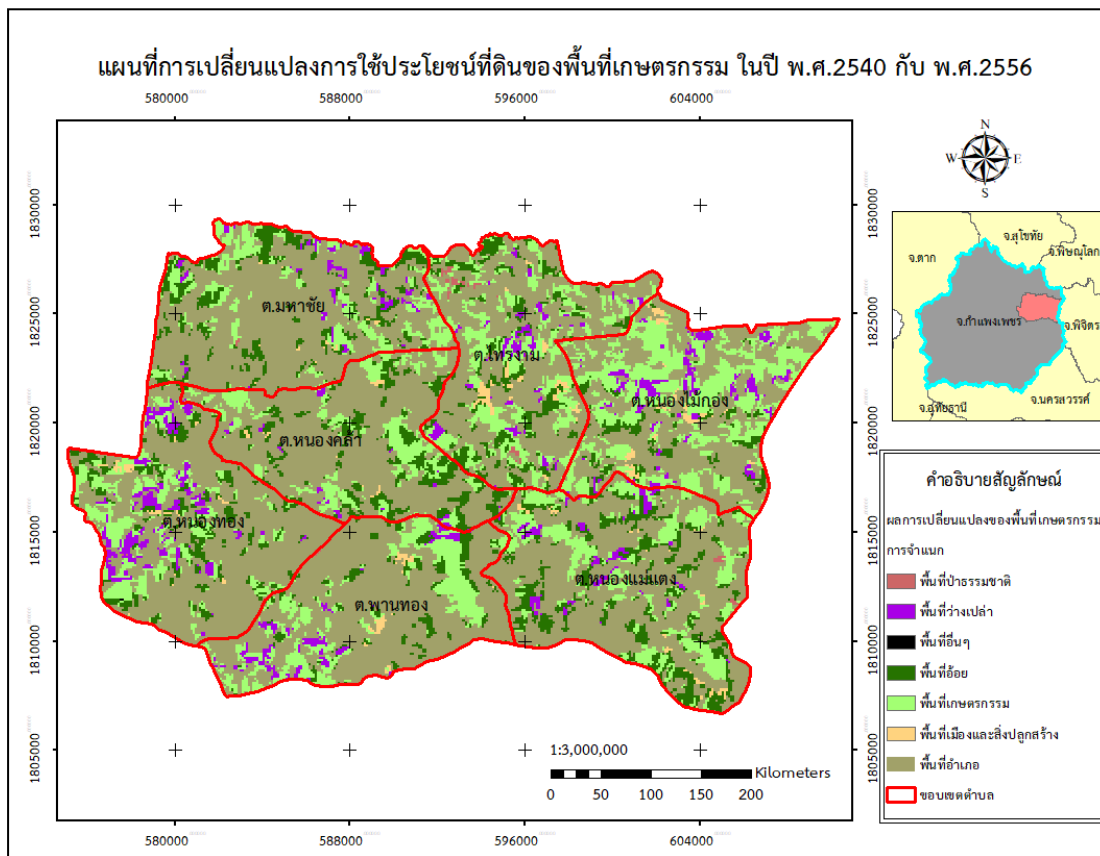 แผนที่การเปลี่ยนแปลงการใช้ประโยชน์ที่ดินของพื้นที่เกษตรกรรม ในปี พ.ศ.2540 กับ พ.ศ.2556
580000 588000 596000 604000
N
W E
S
1830000 1830000
จ.สุโขทัย
จ.ตาก จ.พิษณุโลก
จ.กำแพงเพชร
จ.พิจิตร
จ.นครสวรรค์
จ.อุทัยธานี
ต.มหาชัย
1825000 1825000
ต.ไทรงาม
ต.หนองไม้กอง
1820000 1820000
ต.หนองคล้า
ต.หนองทอง
1815000 1815000
ต.หนองแม่แตง
ต.พานทอง
1810000 1810000
1805000 1805000
คำอธิบายสัญลักษณ์
ผลการเปลี่ยนแปลงของพื้นที่เกษตรกรรม
การจำแนก
พื้นที่ป่าธรรมชาติ
พื้นที่ว่างเปล่า
พื้นที่อื่นๆ
พื้นที่อ้อย
พื้นที่เกษตรกรรม
พื้นที่เมืองและสิ่งปลูกสร้าง
พื้นที่อำเภอ
ขอบเขตตำบล
1:3,000,000
Kilometers
0 50 100 150 200
580000 588000 596000 604000